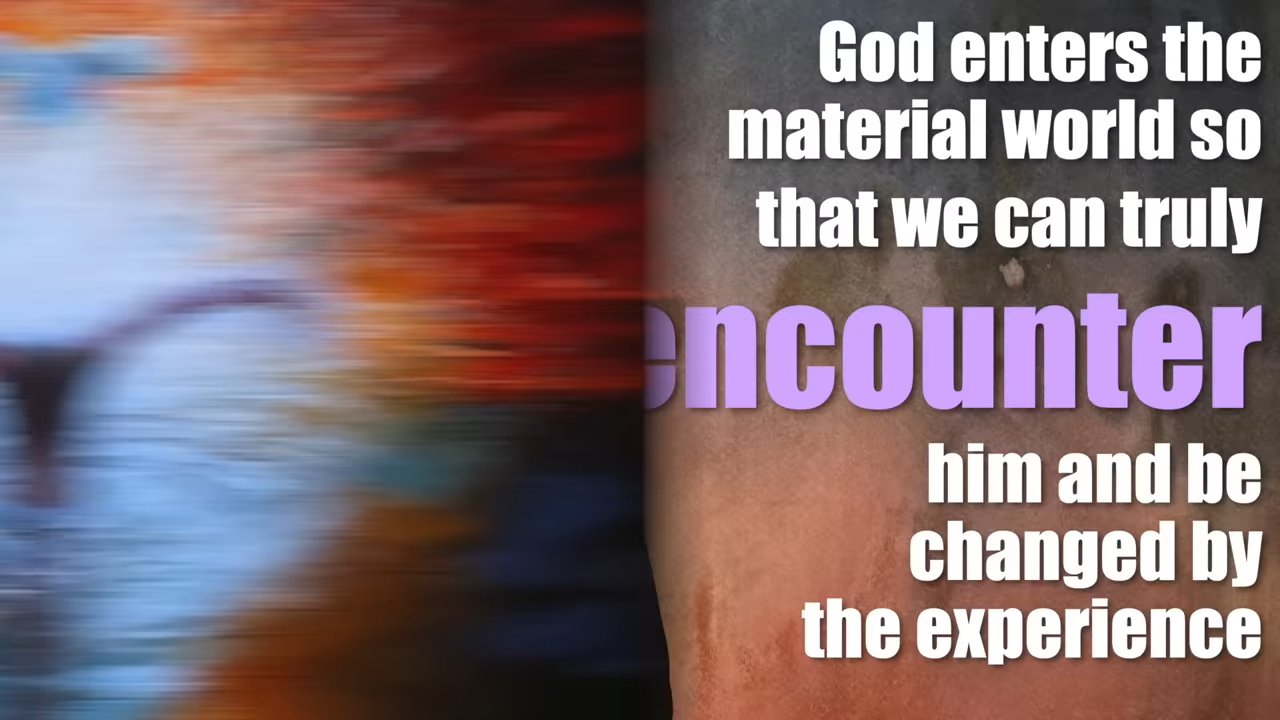 God enters the
material world so
that we can truly
encounter
him and be
changed by
the experience